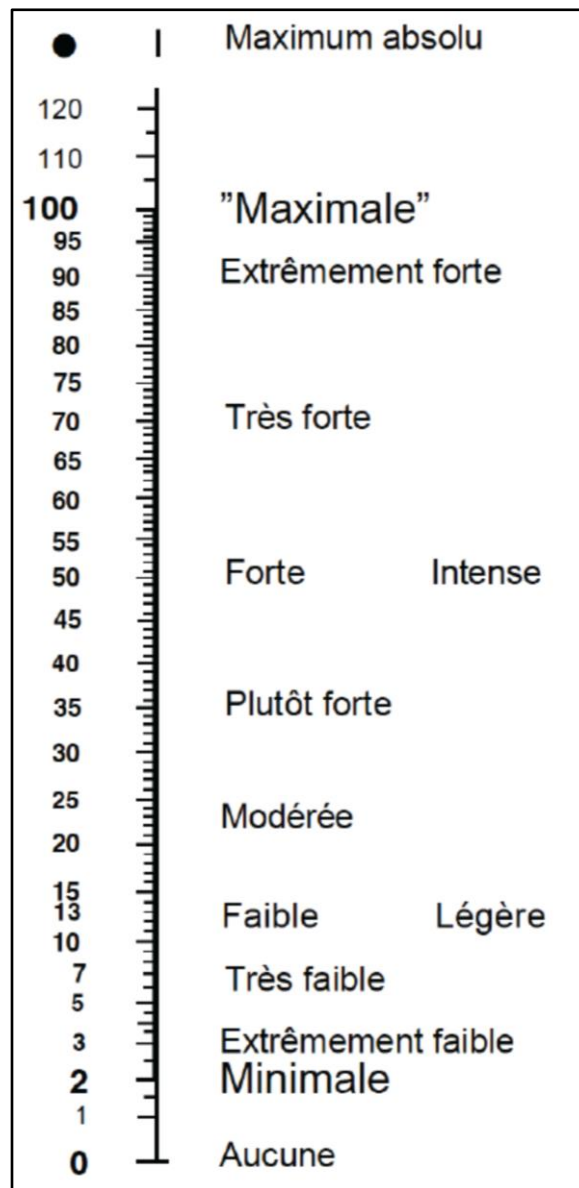 ● Maximum absolu
120
110
100 "Maximale"
95
90 Extrêmement forte
85
80
75
70 Très forte
65
60
55
50 Forte Intense
45
40
35 Plutôt forte
30
25
Modérée
20
15
13 Faible Légère
10
7 Très faible
5
3 Extrêmement faible
2 Minimale
1
0 Aucune